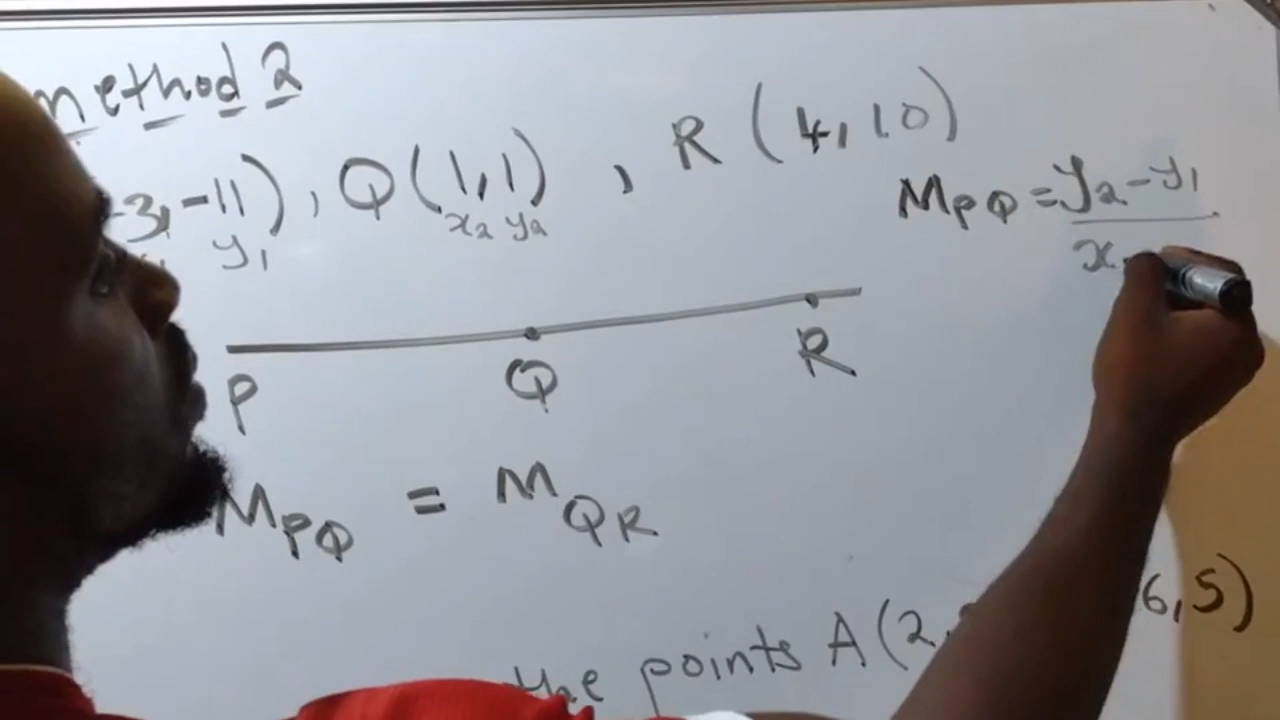 method 2
-3, -11), Q(1,1), R(4,10)
y₁ x₂ y₂
M_PQ = y₂-y₁
x
P Q R
M_PQ = M_QR
the points A(2, 6,5)